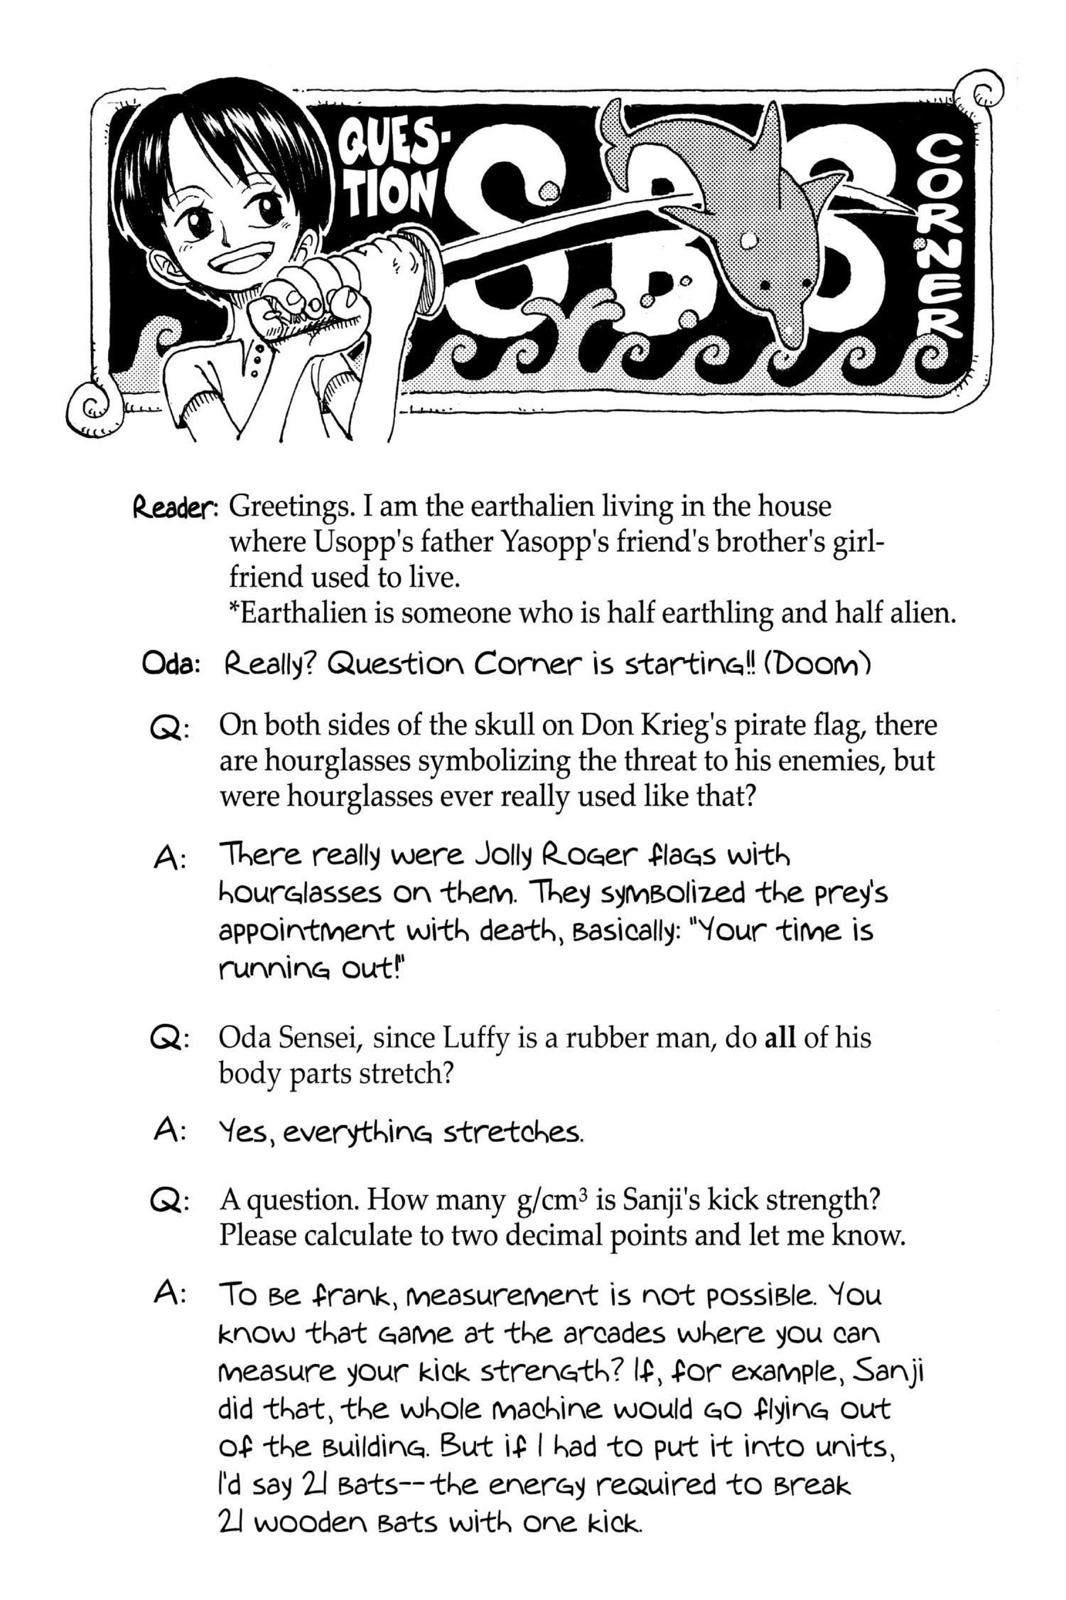 QUES-
TION
SBS
CORNER
Reader: Greetings. I am the earthalien living in the house
where Usopp's father Yasopp's friend's brother's girl-
friend used to live.
*Earthalien is someone who is half earthling and half alien.
Oda: Really? Question Corner is starting!! (Doom)
Q: On both sides of the skull on Don Krieg's pirate flag, there
are hourglasses symbolizing the threat to his enemies, but
were hourglasses ever really used like that?
A: There really were Jolly Roger flags with
hourglasses on them. They symbolized the prey's
appointment with death, basically: "Your time is
running out!"
Q: Oda Sensei, since Luffy is a rubber man, do all of his
body parts stretch?
A: Yes, everything stretches.
Q: A question. How many g/cm³ is Sanji's kick strength?
Please calculate to two decimal points and let me know.
A: To be frank, measurement is not possible. You
know that game at the arcades where you can
measure your kick strength? If, for example, Sanji
did that, the whole machine would go flying out
of the building. But if I had to put it into units,
I'd say 21 bats--the energy required to break
21 wooden bats with one kick.